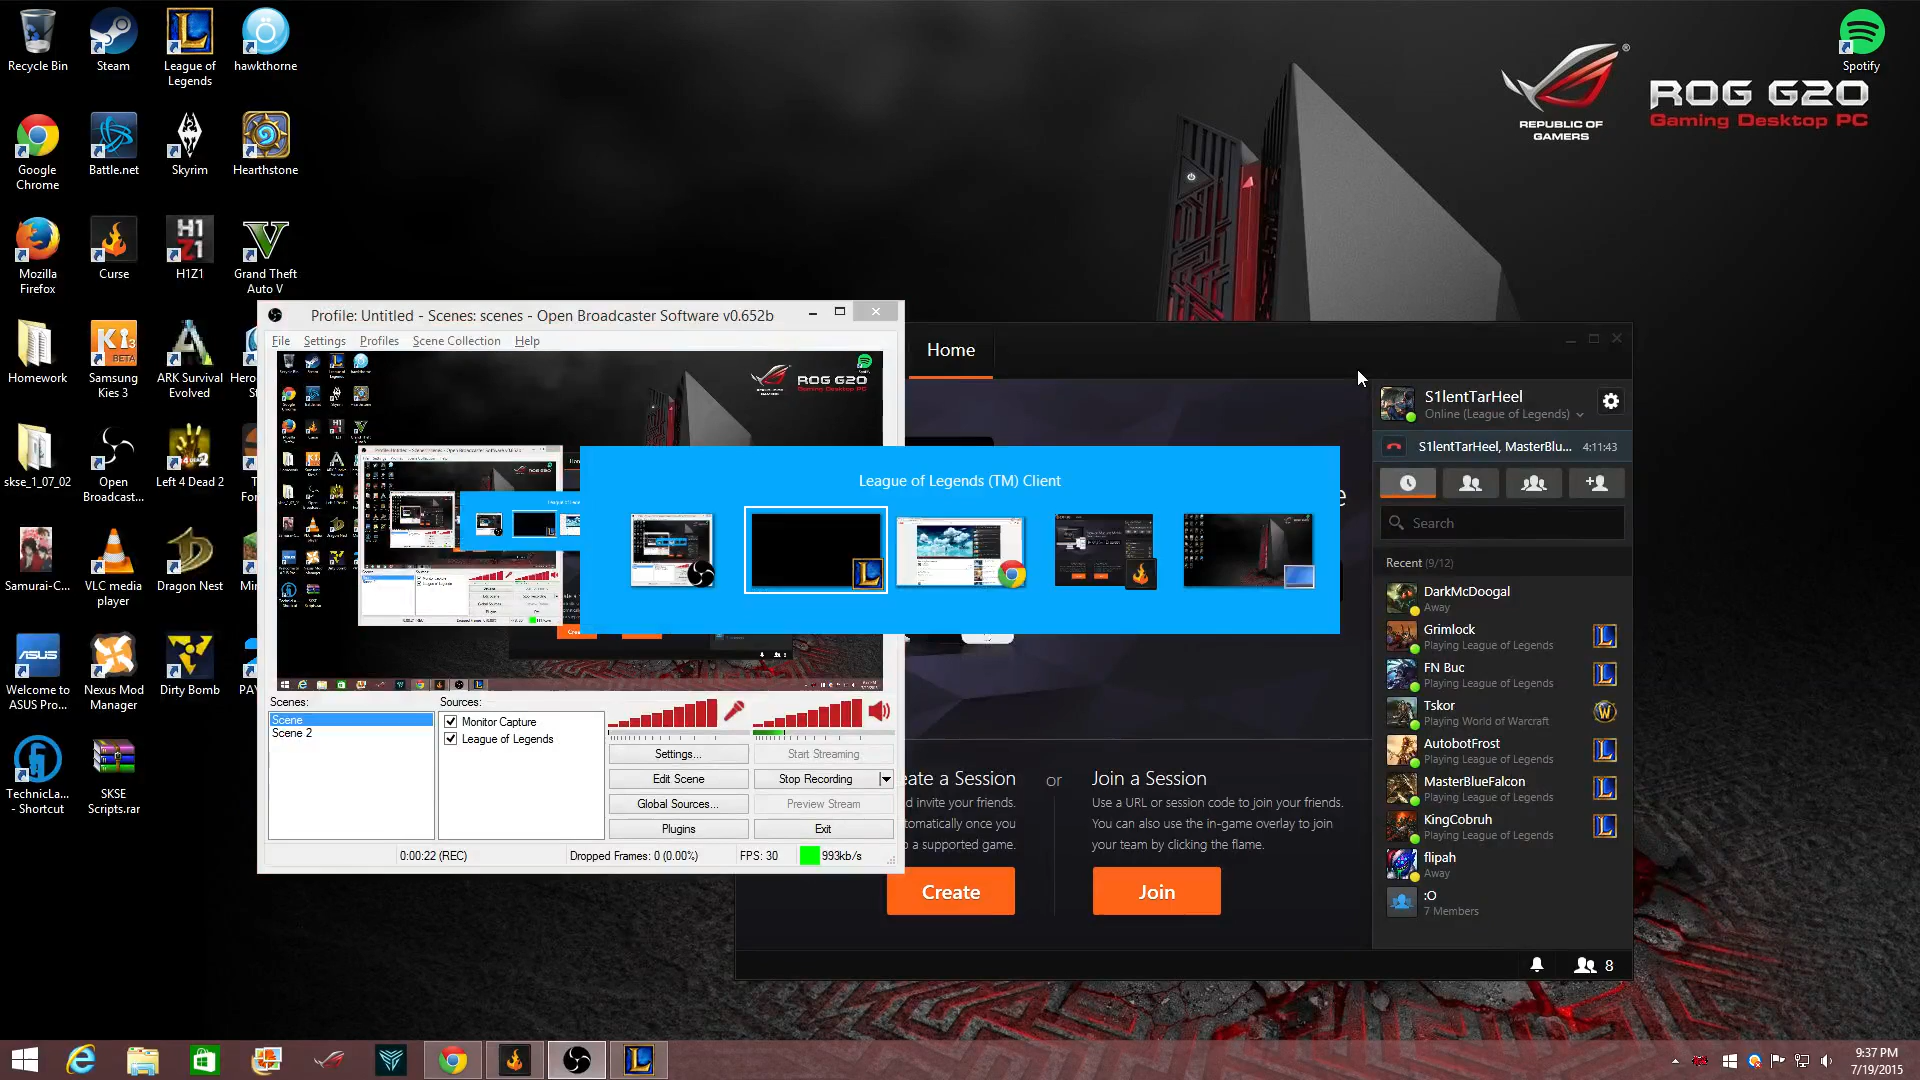 Recycle Bin
Steam
League of
Legends
hawkthorne
Spotify
REPUBLIC OF
GAMERS
ROG G20
Gaming Desktop PC
Google
Chrome
Battle.net
Skyrim
Hearthstone
Mozilla
Firefox
Curse
H1Z1
Grand Theft
Auto V
Homework
Samsung
Kies 3
ARK Survival
Evolved
skse_1_07_02
Open
Broadcast...
Left 4 Dead 2
Samurai-C...
VLC media
player
Dragon Nest
Welcome to
ASUS Pro...
Nexus Mod
Manager
Dirty Bomb
TechnicLa...
- Shortcut
SKSE
Scripts.rar
Profile: Untitled - Scenes: scenes - Open Broadcaster Software v0.652b
File Settings Profiles Scene Collection Help
Scenes:
Scene
Scene 2
Sources:
Monitor Capture
League of Legends
Settings...
Start Streaming
Edit Scene
Stop Recording
Global Sources...
Preview Stream
Plugins
Exit
0:00:22 (REC)
Dropped Frames: 0 (0.00%)
FPS: 30
993kb/s
League of Legends (TM) Client
Home
eate a Session
d invite your friends.
tomatically once you
a supported game.
Create
or
Join a Session
Use a URL or session code to join your friends.
You can also use the in-game overlay to join
your team by clicking the flame.
Join
S1lentTarHeel
Online (League of Legends)
S1lentTarHeel, MasterBlu... 4:11:43
Search
Recent (9/12)
DarkMcDoogal
Away
Grimlock
Playing League of Legends
FN Buc
Playing League of Legends
Tskor
Playing World of Warcraft
AutobotFrost
Playing League of Legends
MasterBlueFalcon
Playing League of Legends
KingCobruh
Playing League of Legends
flipah
Away
:O
7 Members
8
9:37 PM
7/19/2015